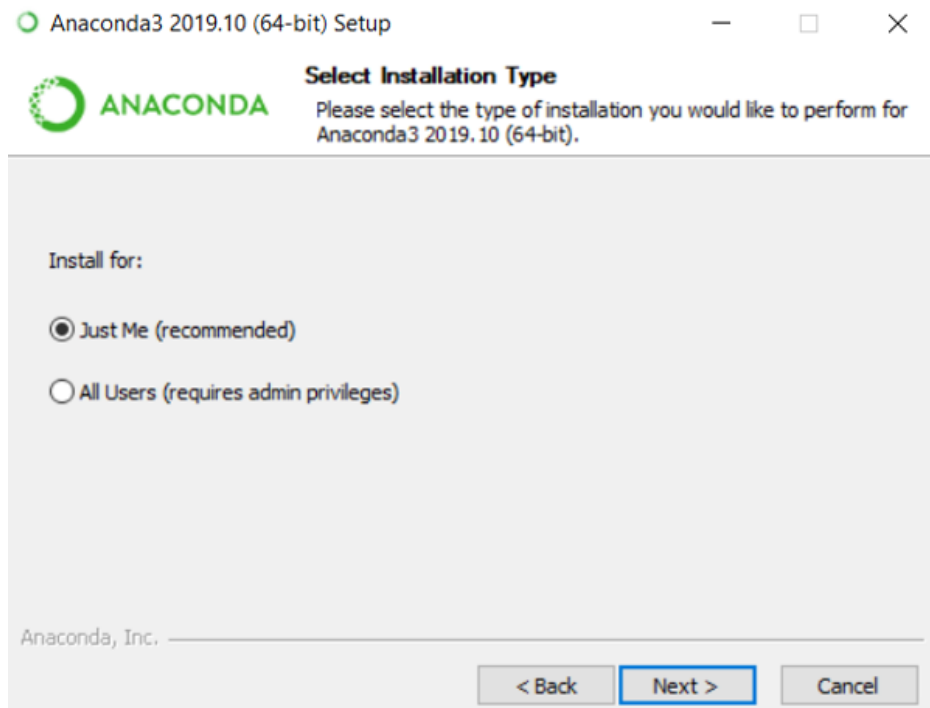 Anaconda3 2019.10 (64-bit) Setup
ANACONDA
Select Installation Type
Please select the type of installation you would like to perform for
Anaconda3 2019.10 (64-bit).
Install for:
Just Me (recommended)
All Users (requires admin privileges)
Anaconda, Inc.
< Back Next > Cancel